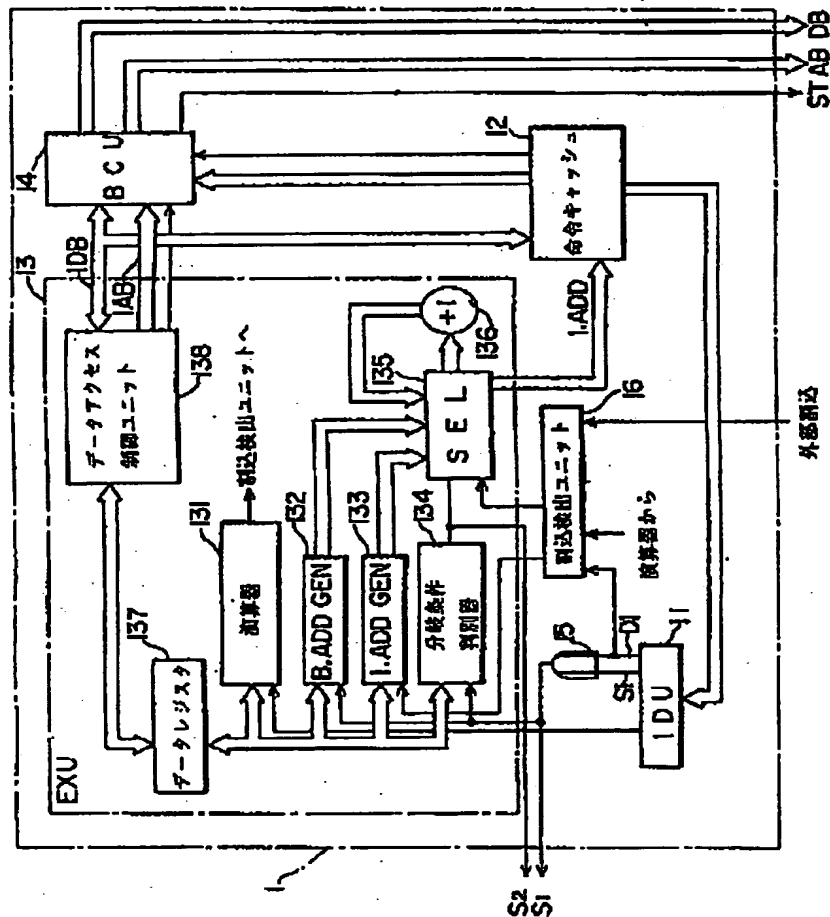 1
EXU
13
14
BCU
IDB
IAB
データアクセス
制御ユニット
138
137
データレジスタ
131
演算器
割込検出ユニットへ
132
B.ADD GEN
133
I.ADD GEN
134
分岐条件
判別器
135
SEL
+1
136
12
命令キャッシュ
I.ADD
16
割込検出ユニット
演算器から
外部割込
15
S1
D1
11
IDU
S2
S1
ST
AB
DB